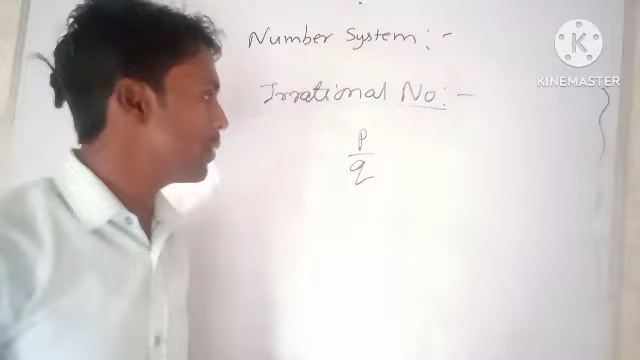 Number System :-
K
KINEMASTER
Irrational No :-
p
q